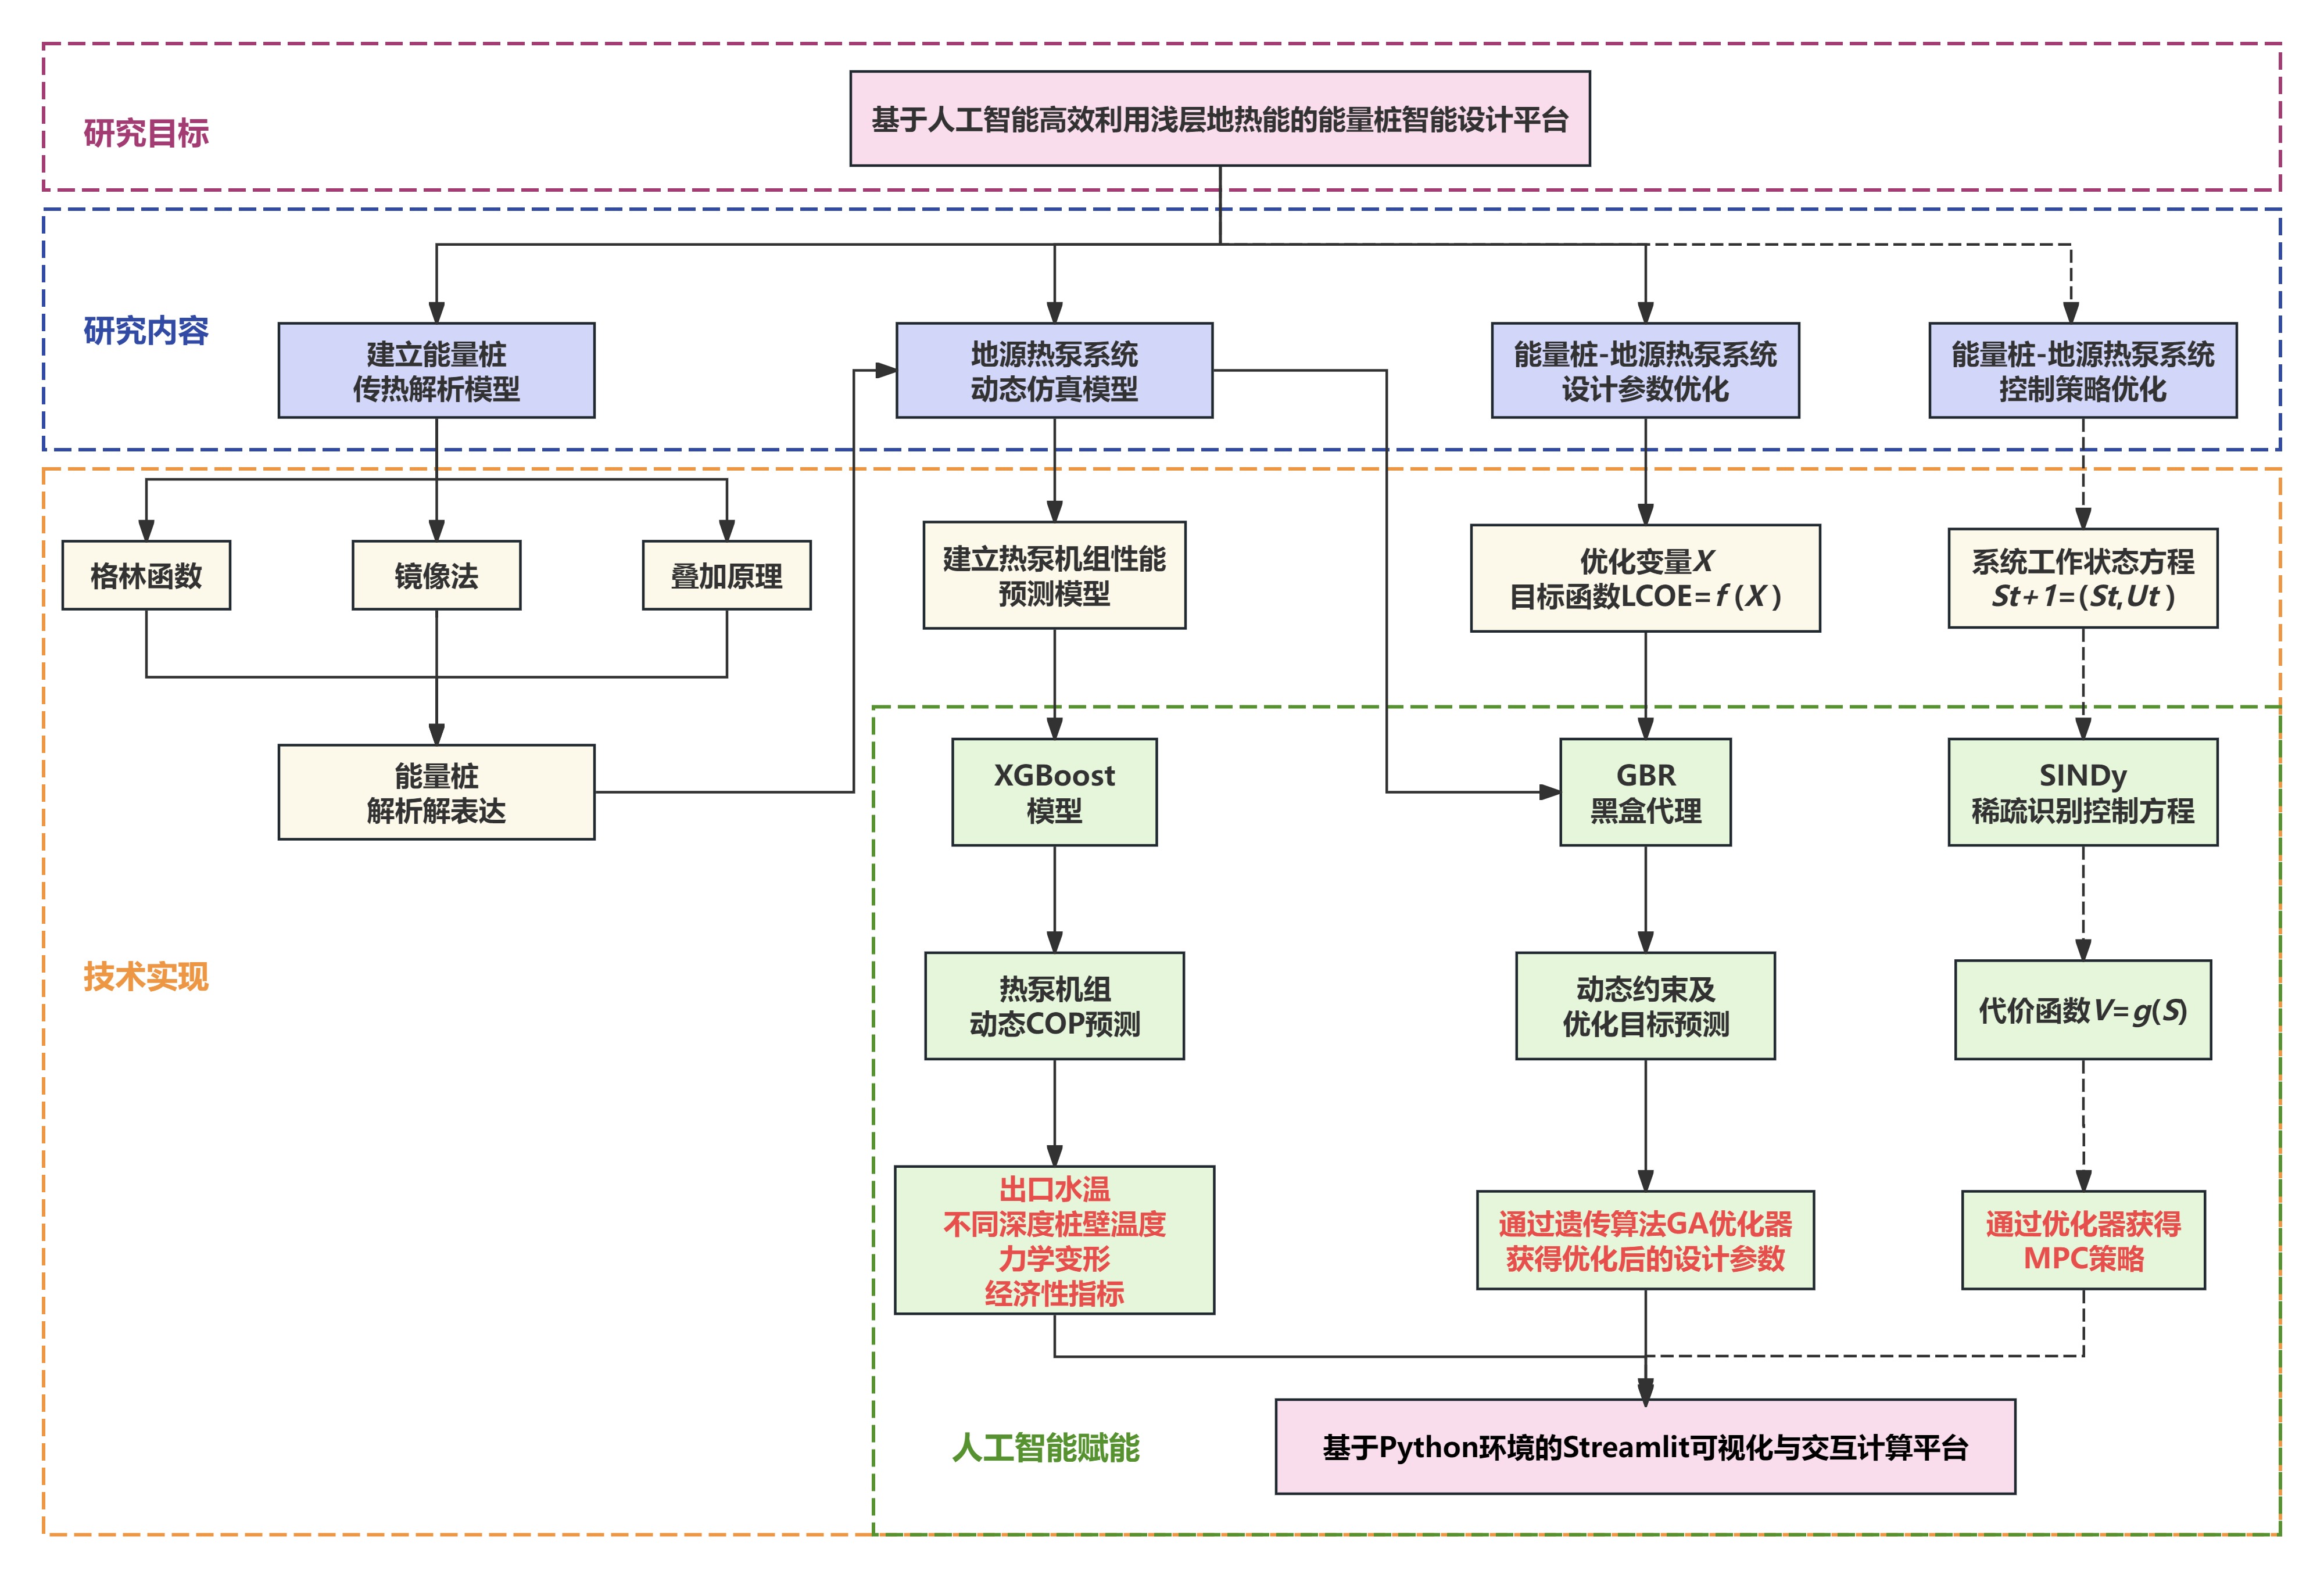 研究目标
基于人工智能高效利用浅层地热能的能量桩智能设计平台
研究内容
建立能量桩
传热解析模型
地源热泵系统
动态仿真模型
能量桩-地源热泵系统
设计参数优化
能量桩-地源热泵系统
控制策略优化
技术实现
格林函数
镜像法
叠加原理
能量桩
解析解表达
建立热泵机组性能
预测模型
优化变量X
目标函数LCOE=f (X )
系统工作状态方程
St+1=(St,Ut )
XGBoost
模型
GBR
黑盒代理
SINDy
稀疏识别控制方程
热泵机组
动态COP预测
动态约束及
优化目标预测
代价函数V=g(S)
出口水温
不同深度桩壁温度
力学变形
经济性指标
通过遗传算法GA优化器
获得优化后的设计参数
通过优化器获得
MPC策略
人工智能赋能
基于Python环境的Streamlit可视化与交互计算平台